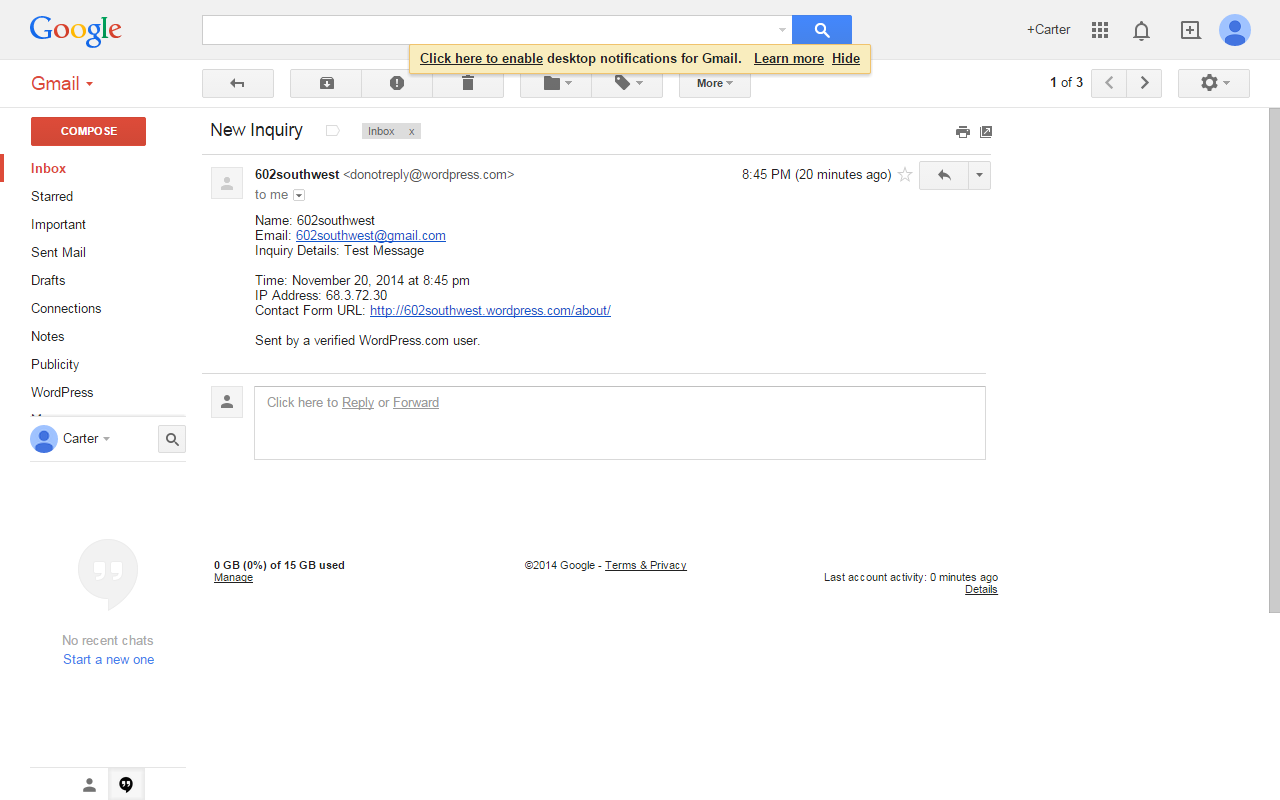 Google
+Carter
Click here to enable desktop notifications for Gmail. Learn more Hide
Gmail
More
1 of 3
COMPOSE
Inbox
Starred
Important
Sent Mail
Drafts
Connections
Notes
Publicity
WordPress
Carter
No recent chats
Start a new one
New Inquiry
Inbox x
602southwest <donotreply@wordpress.com>
8:45 PM (20 minutes ago)
to me
Name: 602southwest
Email: 602southwest@gmail.com
Inquiry Details: Test Message
Time: November 20, 2014 at 8:45 pm
IP Address: 68.3.72.30
Contact Form URL: http://602southwest.wordpress.com/about/
Sent by a verified WordPress.com user.
Click here to Reply or Forward
0 GB (0%) of 15 GB used
Manage
©2014 Google - Terms & Privacy
Last account activity: 0 minutes ago
Details